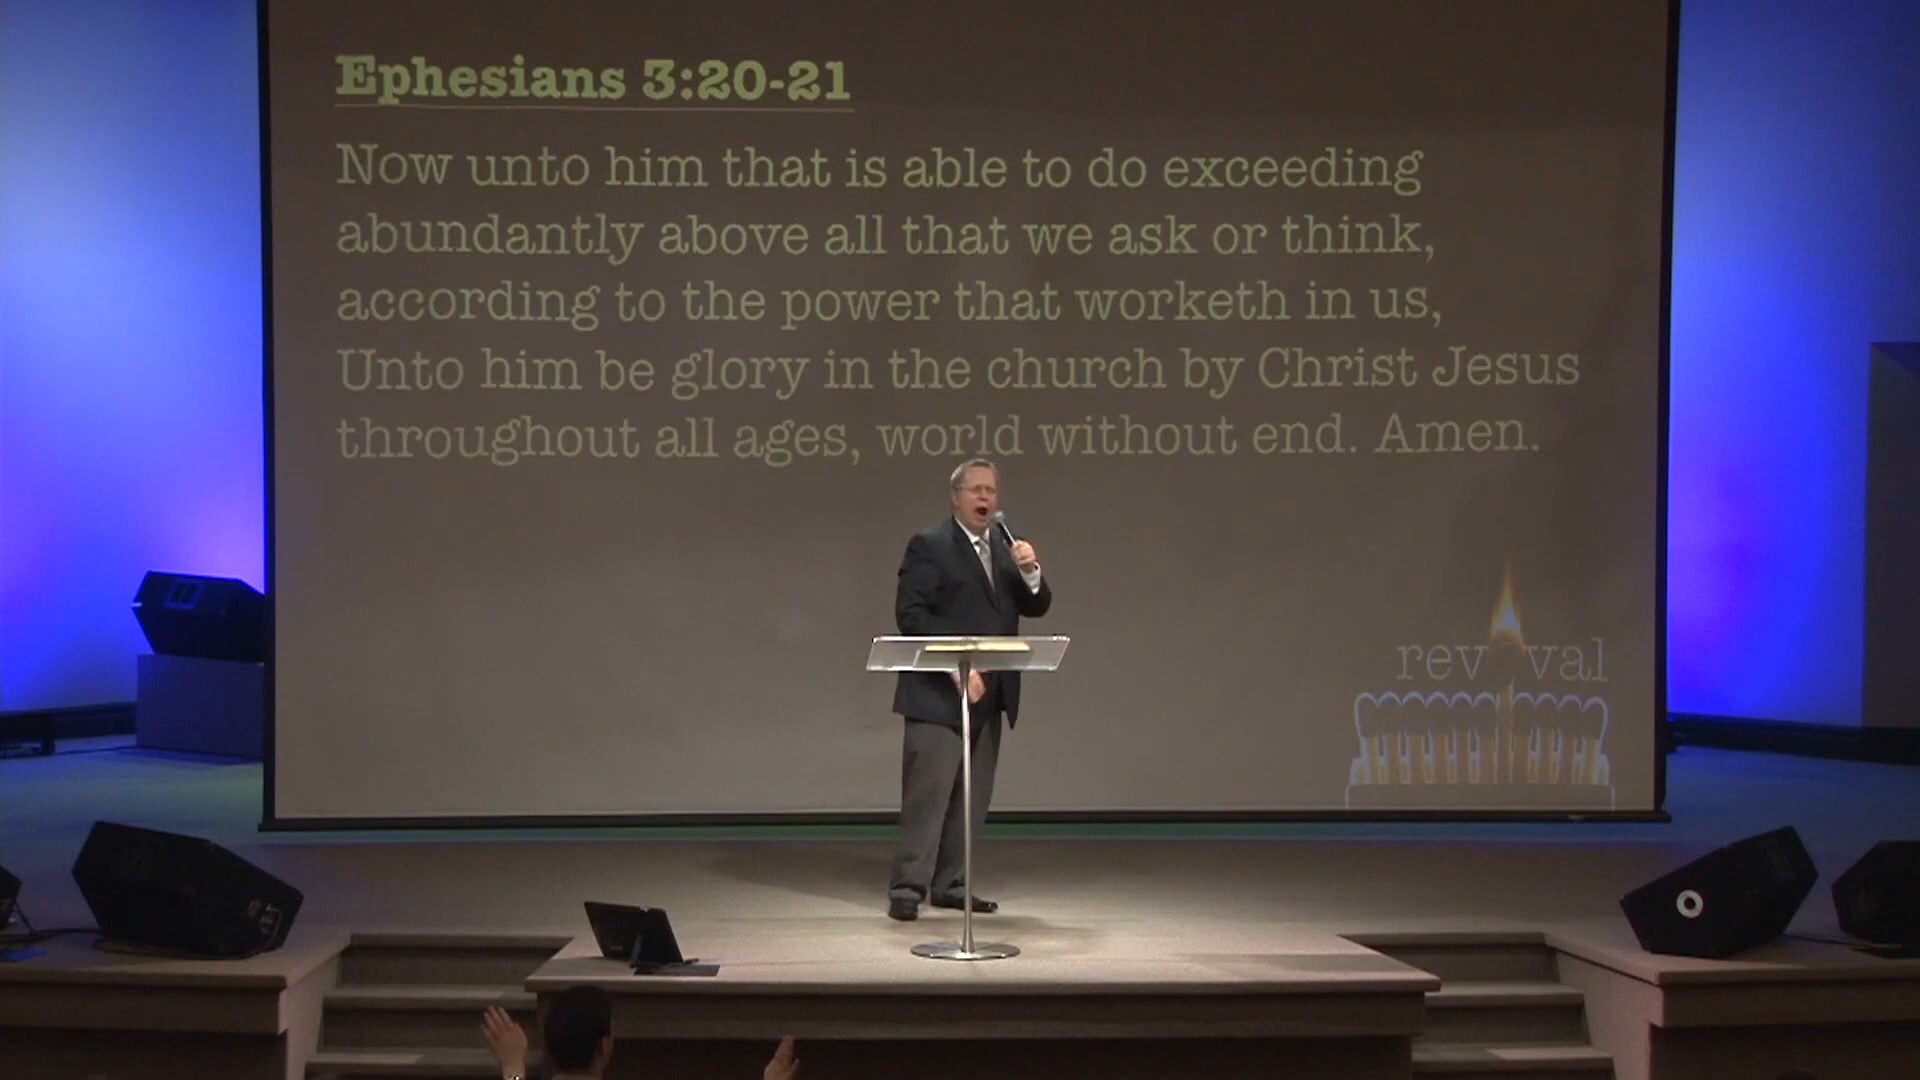 Ephesians 3:20-21
Now unto him that is able to do exceeding
abundantly above all that we ask or think,
according to the power that worketh in us,
Unto him be glory in the church by Christ Jesus
throughout all ages, world without end. Amen.
revival